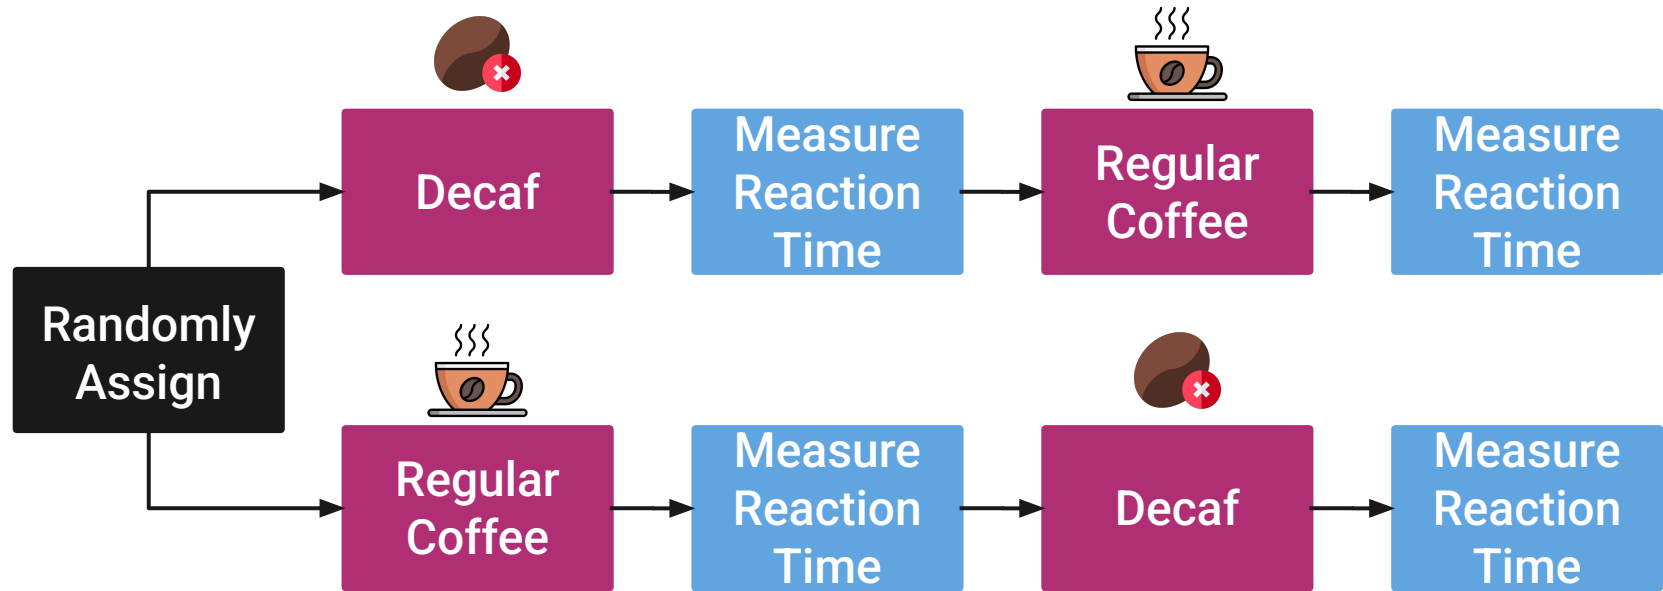 Randomly
Assign
Decaf
Measure
Reaction
Time
Regular
Coffee
Measure
Reaction
Time
Regular
Coffee
Measure
Reaction
Time
Decaf
Measure
Reaction
Time